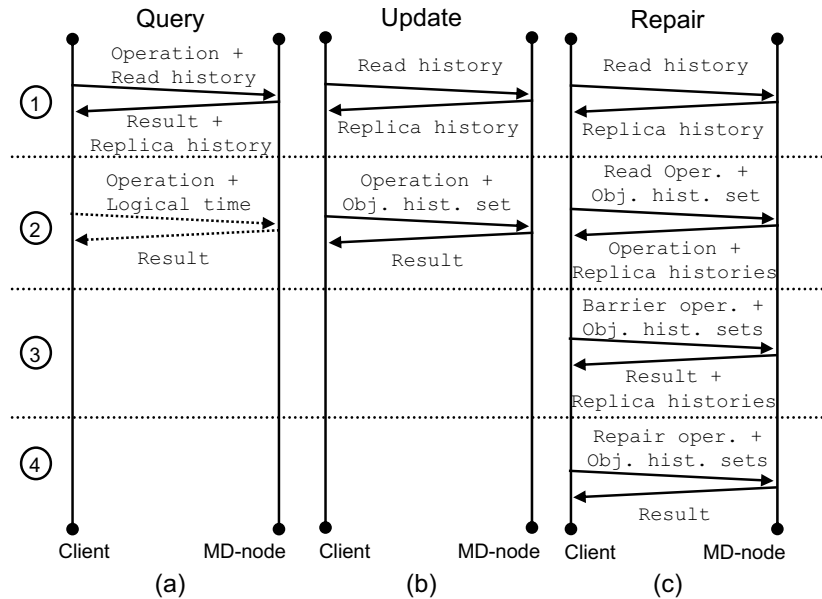 Query
Update
Repair
1
Operation +
Read history
Result +
Replica history
Read history
Replica history
Read history
Replica history
2
Operation +
Logical time
Result
Operation +
Obj. hist. set
Result
Read Oper. +
Obj. hist. set
Operation +
Replica histories
3
Barrier oper. +
Obj. hist. sets
Result +
Replica histories
4
Repair oper. +
Obj. hist. sets
Result
Client
MD-node
Client
MD-node
Client
MD-node
(a)
(b)
(c)